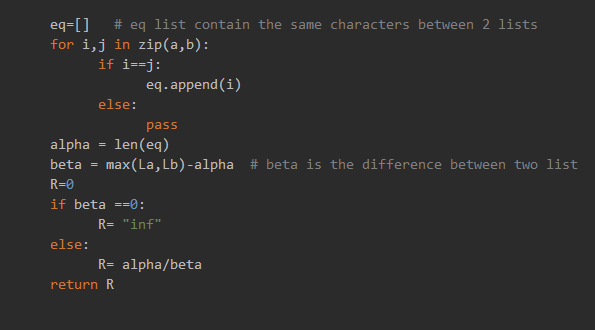 eq=[]   # eq list contain the same characters between 2 lists
for i,j in zip(a,b):
      if i==j:
            eq.append(i)
      else:
            pass
alpha = len(eq)
beta = max(La,Lb)-alpha  # beta is the difference between two list
R=0
if beta ==0:
      R= "inf"
else:
      R= alpha/beta
return R